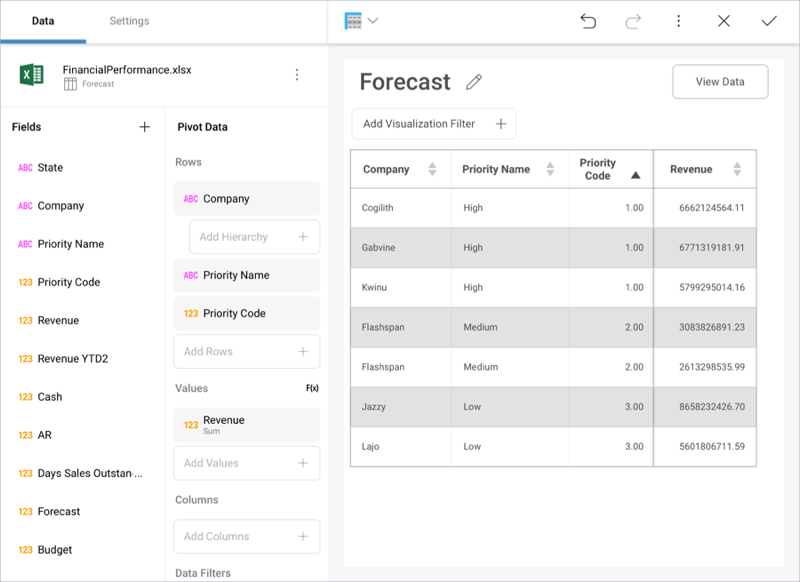 Data
Settings
FinancialPerformance.xlsx
Forecast
Fields
ABC State
ABC Company
ABC Priority Name
123 Priority Code
123 Revenue
123 Revenue YTD2
123 Cash
123 AR
123 Days Sales Outstan...
123 Forecast
123 Budget
Pivot Data
Rows
ABC Company
Add Hierarchy
ABC Priority Name
123 Priority Code
Add Rows
Values F(x)
123 Revenue
Sum
Add Values
Columns
Add Columns
Data Filters
Forecast
View Data
Add Visualization Filter
Company Priority Name Priority Code Revenue
Cogilith High 1.00 6662124564.11
Gabvine High 1.00 6771319181.91
Kwinu High 1.00 5799295014.16
Flashspan Medium 2.00 3083826891.23
Flashspan Medium 2.00 2613298535.99
Jazzy Low 3.00 8658232426.70
Lajo Low 3.00 5601806711.59